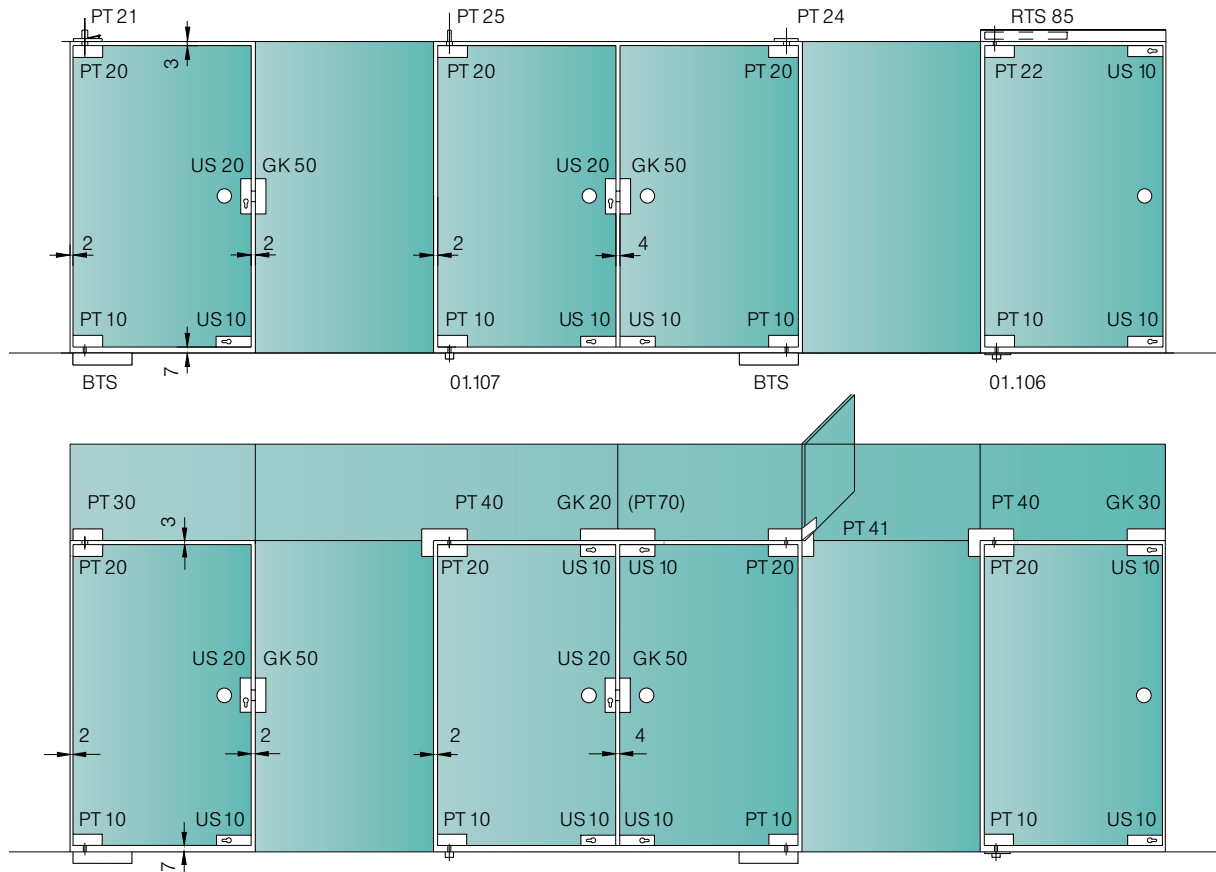 PT 21 PT 25 PT 24 RTS 85
3
PT 20 PT 20 PT 20 PT 22 US 10
US 20 GK 50 US 20 GK 50
2 2 2 4
PT 10 US 10 PT 10 US 10 US 10 PT 10 PT 10 US 10
7
BTS 01.107 BTS 01.106
PT 30 PT 40 GK 20 (PT 70) PT 40 GK 30
3 PT 41
PT 20 PT 20 US 10 US 10 PT 20 PT 20 US 10
US 20 GK 50 US 20 GK 50
2 2 2 4
PT 10 US 10 PT 10 US 10 US 10 PT 10 PT 10 US 10
7